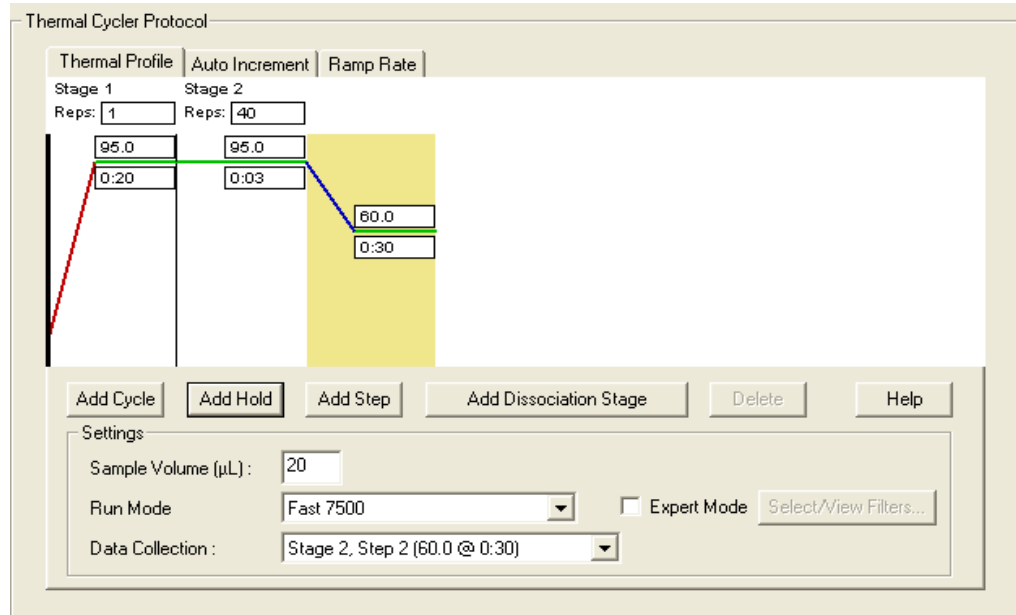 Thermal Cycler Protocol
Thermal Profile Auto Increment Ramp Rate
Stage 1 Stage 2
Reps: 1 Reps: 40
95.0 95.0
0:20 0:03
60.0
0:30
Add Cycle Add Hold Add Step Add Dissociation Stage Delete Help
Settings
Sample Volume (µL) : 20
Run Mode Fast 7500 Expert Mode Select/View Filters...
Data Collection : Stage 2, Step 2 (60.0 @ 0:30)